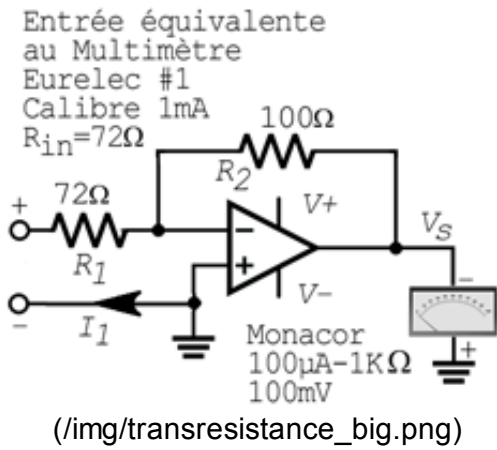 Entrée équivalente
au Multimètre
Eurelec #1
Calibre 1mA
Rin=72Ω
100Ω
R2
72Ω
V+
VS
+
−
−
R1
+
−
I1
V−
+
Monacor
100µA-1KΩ
100mV
(/img/transresistance_big.png)